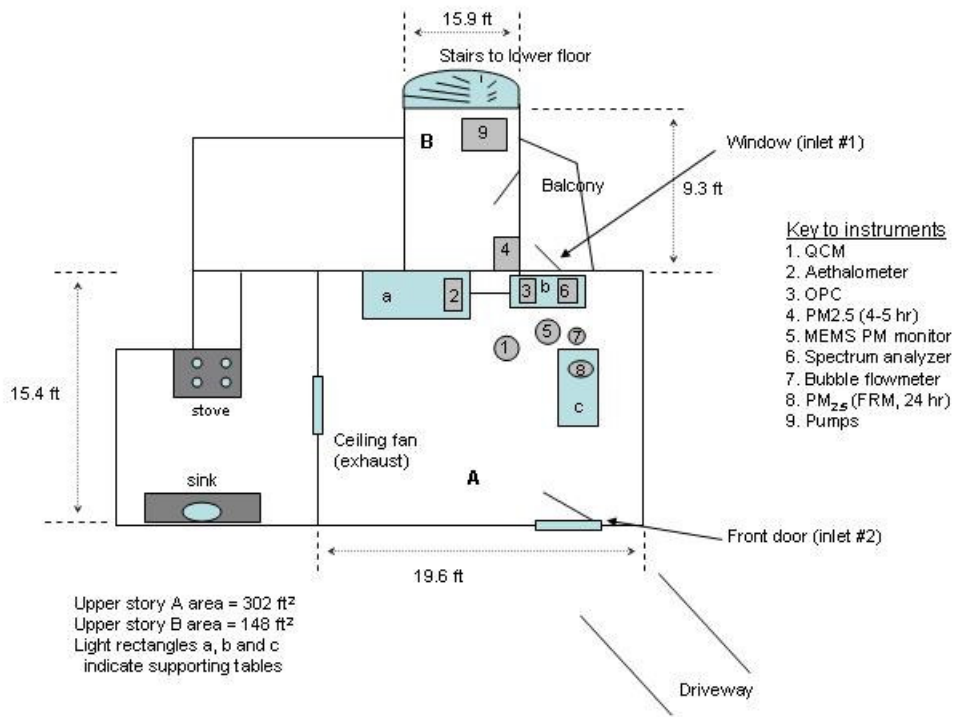 15.9 ft
Stairs to lower floor
B
9
Window (inlet #1)
Balcony
9.3 ft
4
Key to instruments
1. QCM
2. Aethalometer
3. OPC
4. PM2.5 (4-5 hr)
5. MEMS PM monitor
6. Spectrum analyzer
7. Bubble flowmeter
8. PM₂.₅ (FRM, 24 hr)
9. Pumps
a
2
3
b
6
5
7
1
8
c
15.4 ft
stove
Ceiling fan
(exhaust)
A
sink
Front door (inlet #2)
19.6 ft
Upper story A area = 302 ft²
Upper story B area = 148 ft²
Light rectangles a, b and c
indicate supporting tables
Driveway